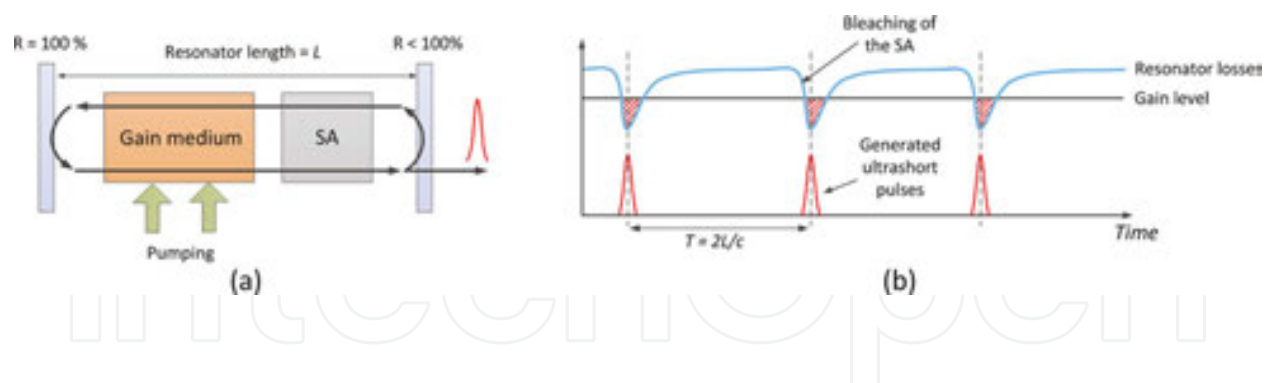 R = 100 %
Resonator length = L
R < 100%
Gain medium
SA
Pumping
(a)
Bleaching of
the SA
Resonator losses
Gain level
Generated
ultrashort
pulses
T = 2L/c
Time
(b)
intechopen